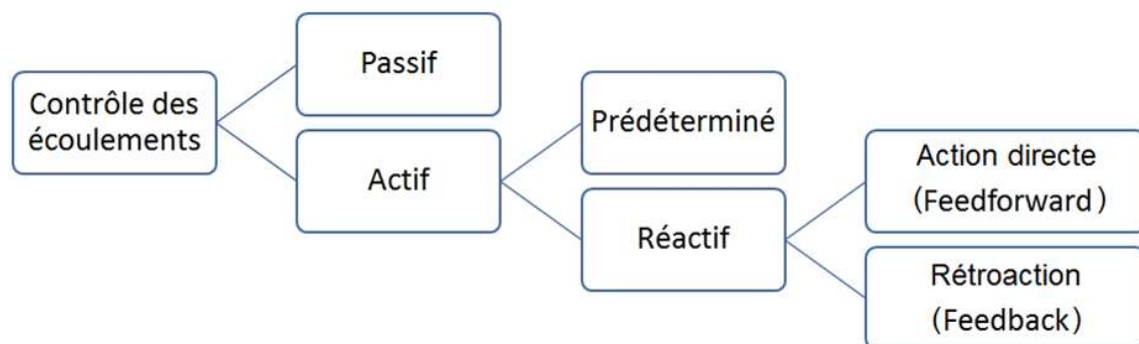 Contrôle des
écoulements
Passif
Actif
Prédéterminé
Réactif
Action directe
(Feedforward)
Rétroaction
(Feedback)